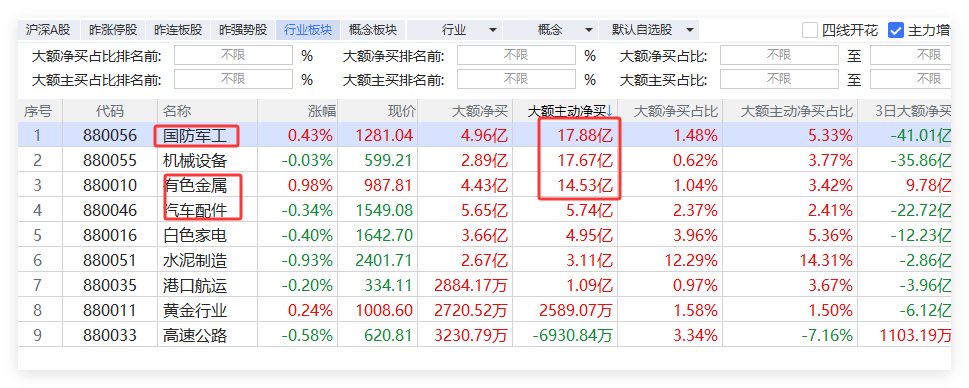 沪深A股 昨涨停股 昨连板股 昨强势股 行业板块 概念板块 行业 概念 默认自选股 四线开花 主力增
大额净买占比排名前: 不限 % 大额净买排名前: 不限 % 大额净买占比: 不限 至 不限
大额主买占比排名前: 不限 % 大额主买排名前: 不限 % 大额主买占比: 不限 至 不限
序号 代码 名称 涨幅 现价 大额净买 大额主动净买↓ 大额净买占比 大额主动净买占比 3日大额净买
1 880056 国防军工 0.43% 1281.04 4.96亿 17.88亿 1.48% 5.33% -41.01亿
2 880055 机械设备 -0.03% 599.21 2.89亿 17.67亿 0.62% 3.77% -35.86亿
3 880010 有色金属 0.98% 987.81 4.43亿 14.53亿 1.04% 3.42% 9.78亿
4 880046 汽车配件 -0.34% 1549.08 5.65亿 5.74亿 2.37% 2.41% -22.72亿
5 880016 白色家电 -0.40% 1642.70 3.66亿 4.95亿 3.96% 5.36% -12.23亿
6 880051 水泥制造 -0.93% 2401.71 2.67亿 3.11亿 12.29% 14.31% -2.86亿
7 880035 港口航运 -0.20% 334.11 2884.17万 1.09亿 0.97% 3.67% -3.96亿
8 880011 黄金行业 0.24% 1008.60 2720.52万 2589.07万 1.58% 1.50% -6.12亿
9 880033 高速公路 -0.58% 620.81 3230.79万 -6930.84万 3.34% -7.16% 1103.19万